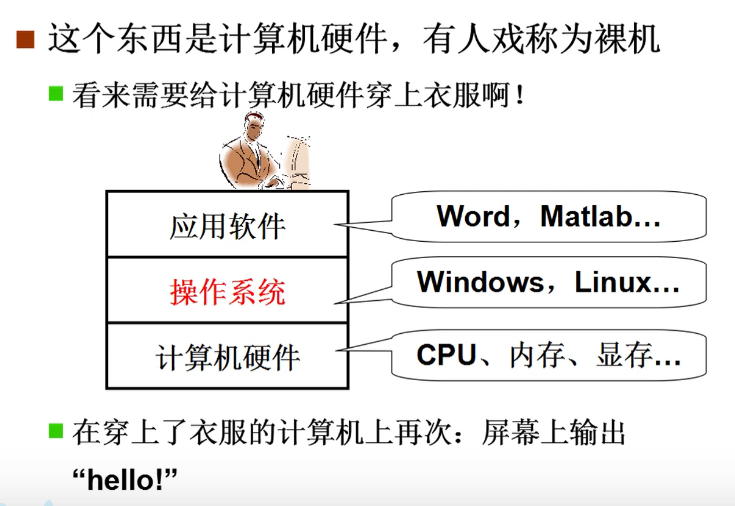 这个东西是计算机硬件，有人戏称为裸机
看来需要给计算机硬件穿上衣服啊！
应用软件
Word，Matlab…
操作系统
Windows，Linux…
计算机硬件
CPU、内存、显存…
在穿上了衣服的计算机上再次：屏幕上输出
“hello!”